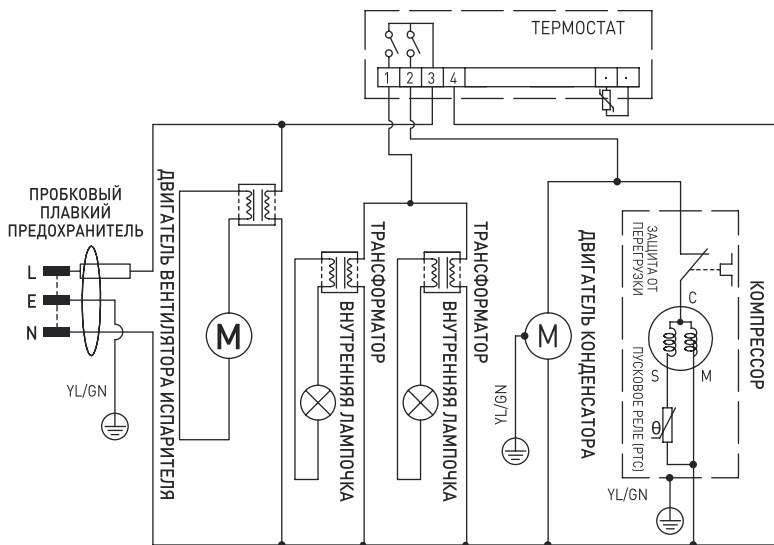 ТЕРМОСТАТ
1 2 3 4
ПРОБКОВЫЙ
ПЛАВКИЙ
ПРЕДОХРАНИТЕЛЬ
L
E
N
YL/GN
ДВИГАТЕЛЬ ВЕНТИЛЯТОРА ИСПАРИТЕЛЯ
M
ТРАНСФОРМАТОР
ВНУТРЕННЯЯ ЛАМПОЧКА
ТРАНСФОРМАТОР
ВНУТРЕННЯЯ ЛАМПОЧКА
YL/GN
M
ДВИГАТЕЛЬ КОНДЕНСАТОРА
ЗАЩИТА ОТ
ПЕРЕГРУЗКИ
C
S
M
ПУСКОВОЕ РЕЛЕ (PTC)
θ
КОМПРЕССОР
YL/GN